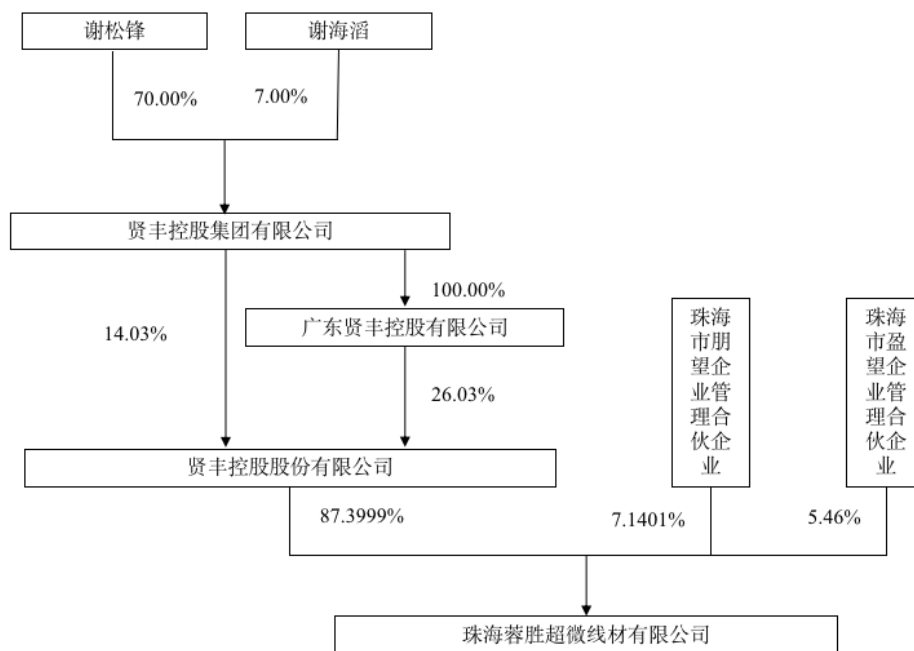 谢松锋
谢海滔
70.00%
7.00%
贤丰控股集团有限公司
100.00%
14.03%
广东贤丰控股有限公司
26.03%
珠海
市朋
望企
业管
理合
伙企
业
珠海
市盈
望企
业管
理合
伙企
业
贤丰控股股份有限公司
87.3999%
7.1401%
5.46%
珠海蓉胜超微线材有限公司